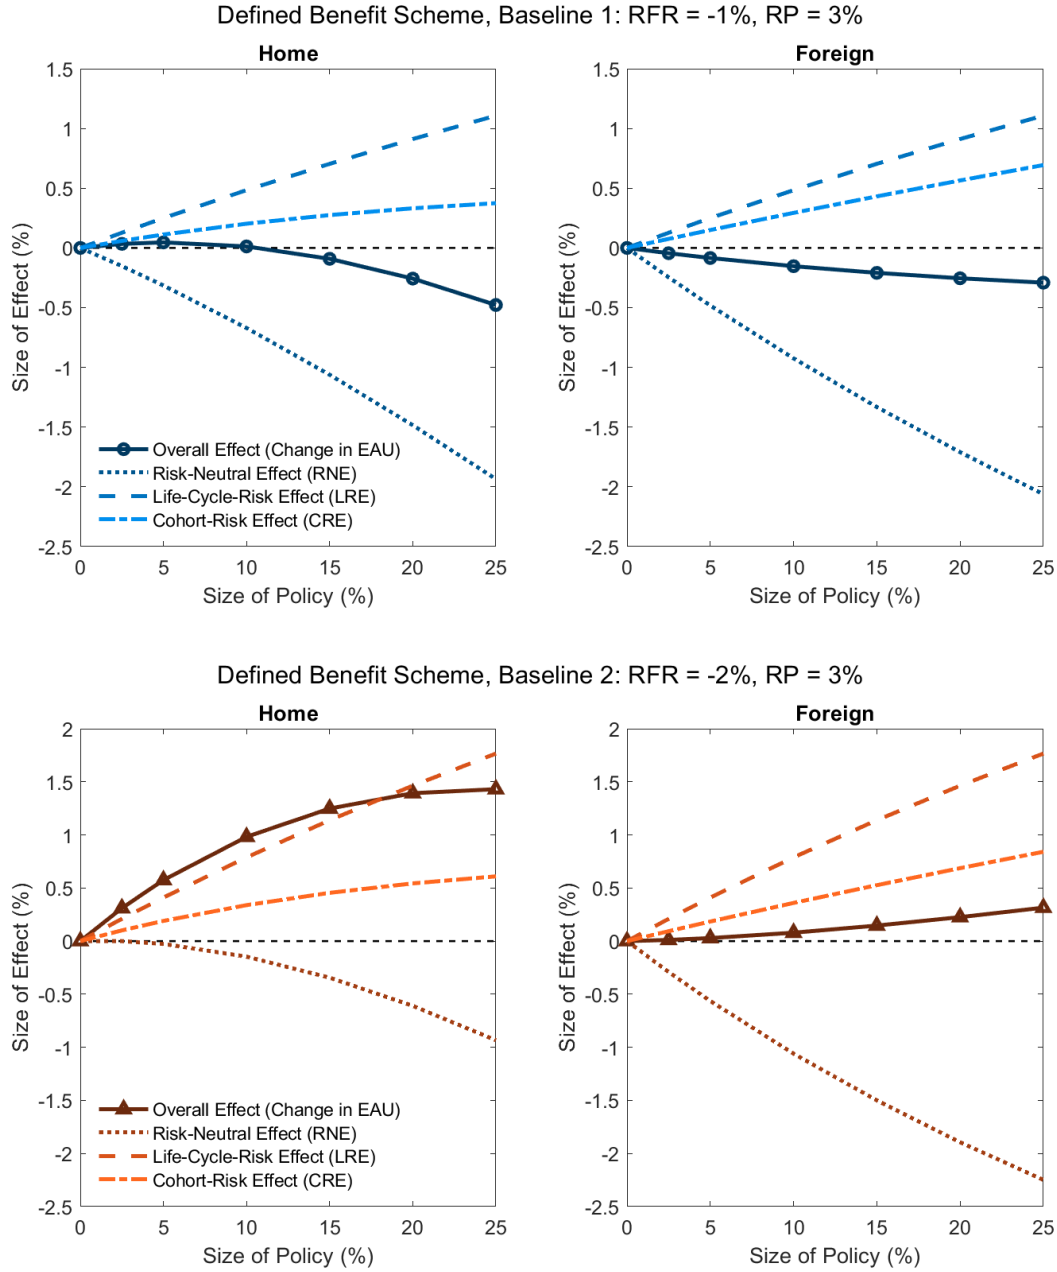 Defined Benefit Scheme, Baseline 1: RFR = -1%, RP = 3%
Home
Foreign
1.5
1
0.5
0
-0.5
-1
-1.5
-2
-2.5
Size of Effect (%)
Overall Effect (Change in EAU)
Risk-Neutral Effect (RNE)
Life-Cycle-Risk Effect (LRE)
Cohort-Risk Effect (CRE)
0 5 10 15 20 25
Size of Policy (%)
1.5
1
0.5
0
-0.5
-1
-1.5
-2
-2.5
Size of Effect (%)
0 5 10 15 20 25
Size of Policy (%)
Defined Benefit Scheme, Baseline 2: RFR = -2%, RP = 3%
Home
Foreign
2
1.5
1
0.5
0
-0.5
-1
-1.5
-2
-2.5
Size of Effect (%)
Overall Effect (Change in EAU)
Risk-Neutral Effect (RNE)
Life-Cycle-Risk Effect (LRE)
Cohort-Risk Effect (CRE)
0 5 10 15 20 25
Size of Policy (%)
2
1.5
1
0.5
0
-0.5
-1
-1.5
-2
-2.5
Size of Effect (%)
0 5 10 15 20 25
Size of Policy (%)